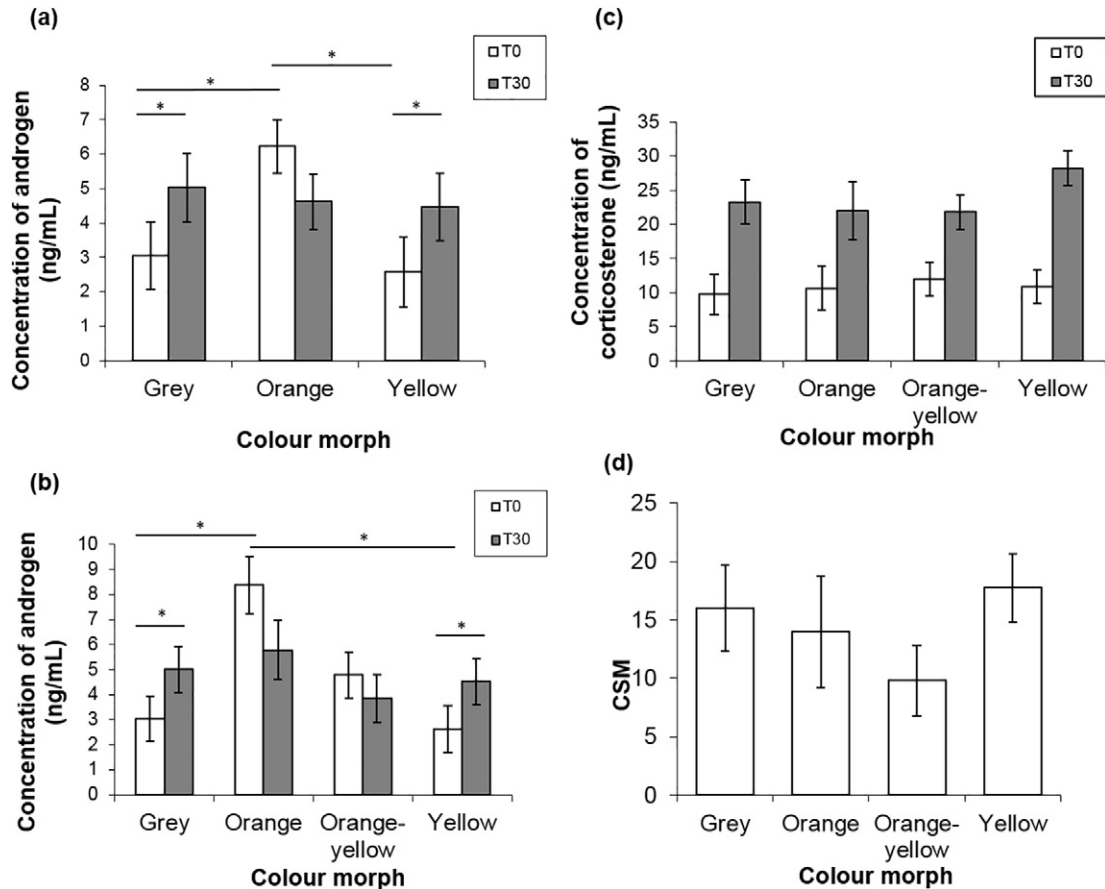 (a)
T0
T30
*
*
*
*
8
7
6
5
4
3
2
1
0
Concentration of androgen
(ng/mL)
Grey Orange Yellow
Colour morph
(b)
T0
T30
*
*
*
*
10
9
8
7
6
5
4
3
2
1
0
Concentration of androgen
(ng/mL)
Grey Orange Orange- Yellow
yellow
Colour morph
(c)
T0
T30
35
30
25
20
15
10
5
0
Concentration of
corticosterone (ng/mL)
Grey Orange Orange- Yellow
yellow
Colour morph
(d)
25
20
15
10
5
0
CSM
Grey Orange Orange- Yellow
yellow
Colour morph